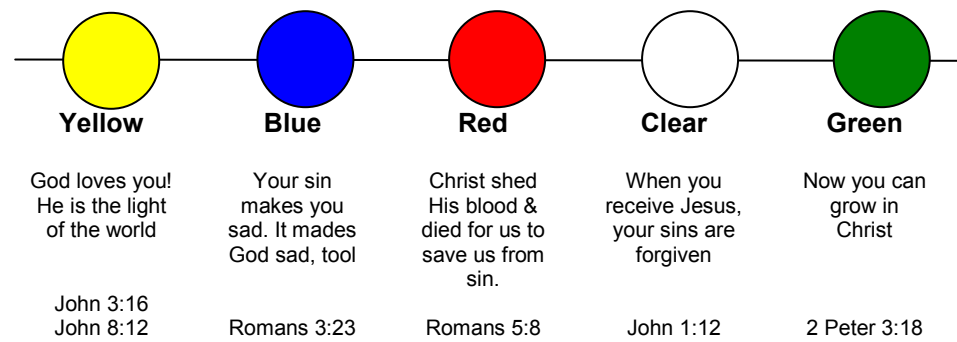 Yellow
God loves you!
He is the light
of the world
John 3:16
John 8:12
Blue
Your sin
makes you
sad. It mades
God sad, tool
Romans 3:23
Red
Christ shed
His blood &
died for us to
save us from
sin.
Romans 5:8
Clear
When you
receive Jesus,
your sins are
forgiven
John 1:12
Green
Now you can
grow in
Christ
2 Peter 3:18